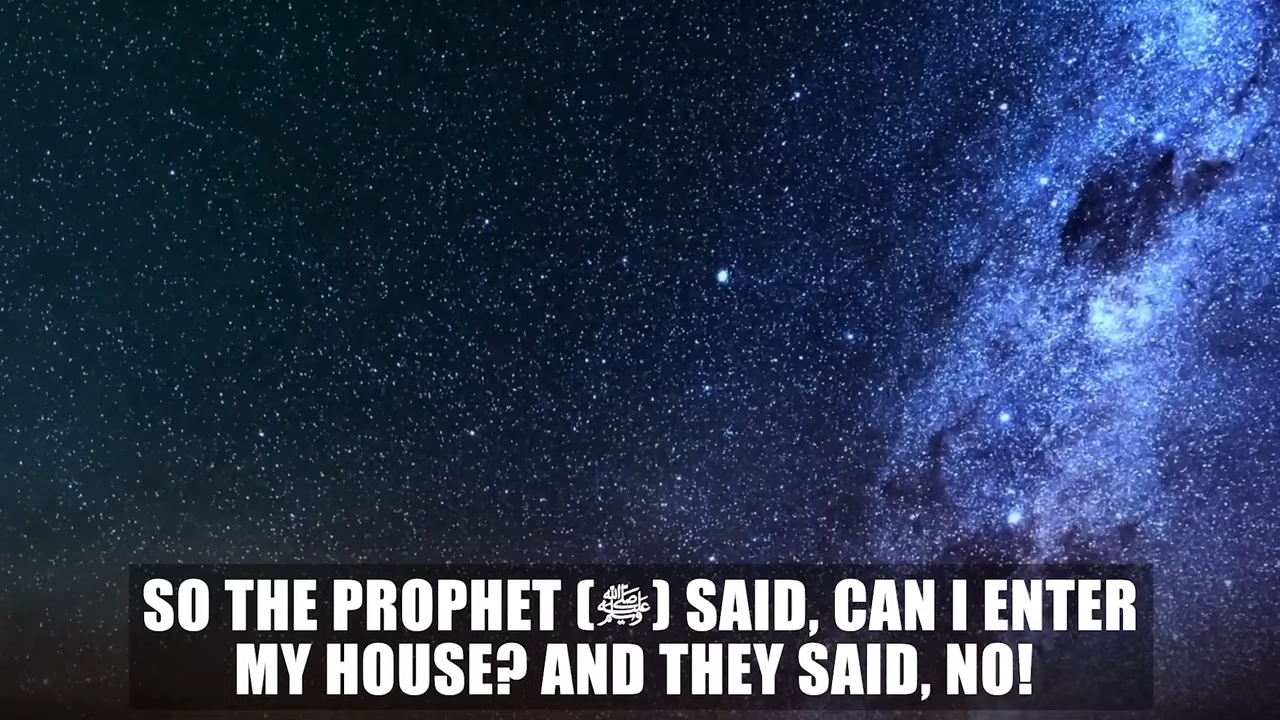 SO THE PROPHET (ﷺ) SAID, CAN I ENTER
MY HOUSE? AND THEY SAID, NO!